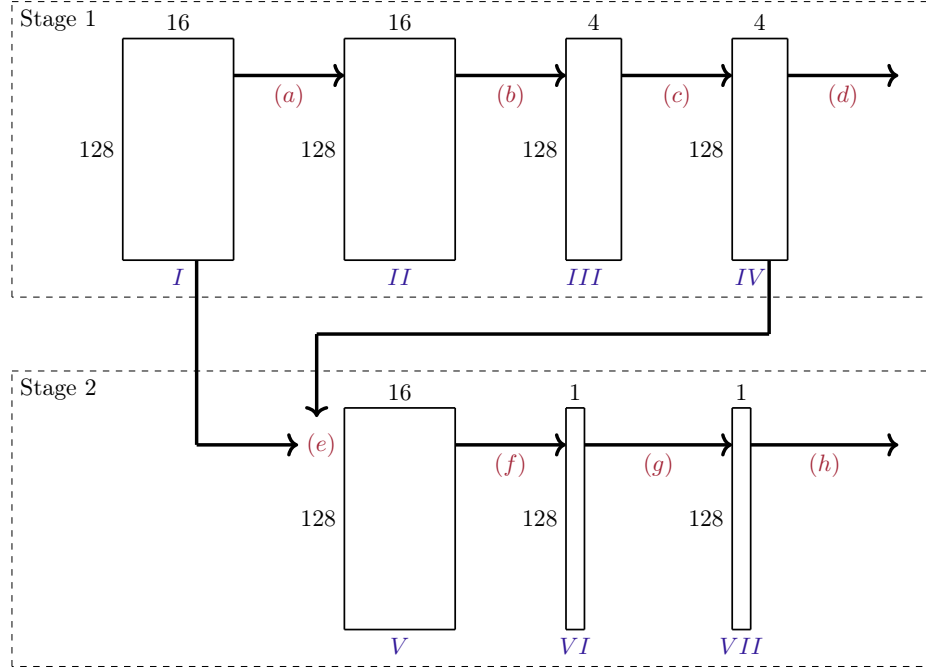 Stage 1
16 16 4 4
(a) (b) (c) (d)
128 128 128 128
I II III IV
Stage 2
16 1 1
(e) (f) (g) (h)
128 128 128
V VI VII